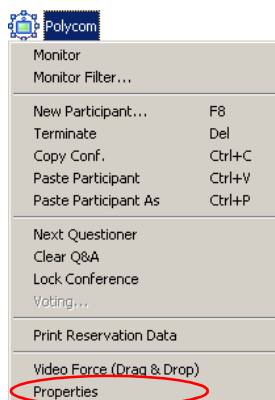 Polycom
Monitor
Monitor Filter...
New Participant... F8
Terminate Del
Copy Conf. Ctrl+C
Paste Participant Ctrl+V
Paste Participant As Ctrl+P
Next Questioner
Clear Q&A
Lock Conference
Voting...
Print Reservation Data
Video Force (Drag & Drop)
Properties